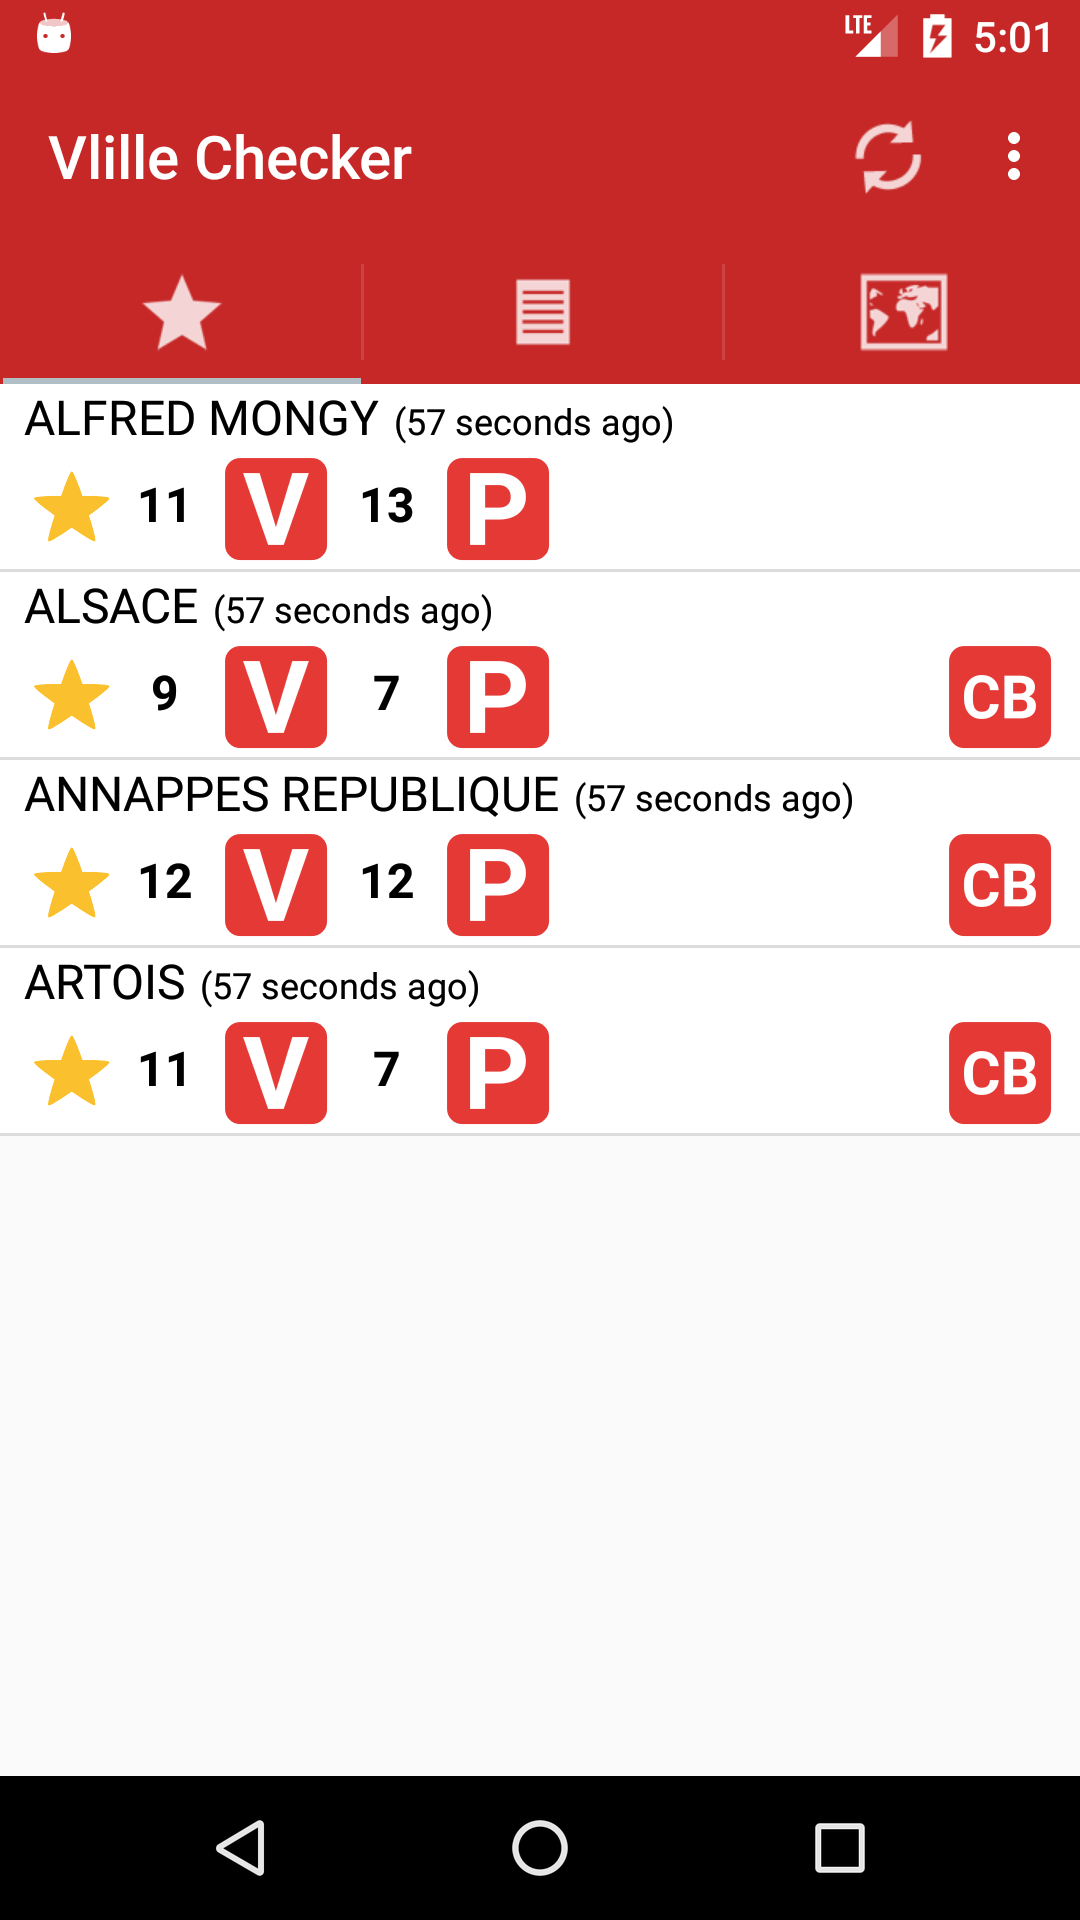 LTE 5:01
Vlille Checker
ALFRED MONGY (57 seconds ago)
11 V 13 P
ALSACE (57 seconds ago)
9 V 7 P CB
ANNAPPES REPUBLIQUE (57 seconds ago)
12 V 12 P CB
ARTOIS (57 seconds ago)
11 V 7 P CB